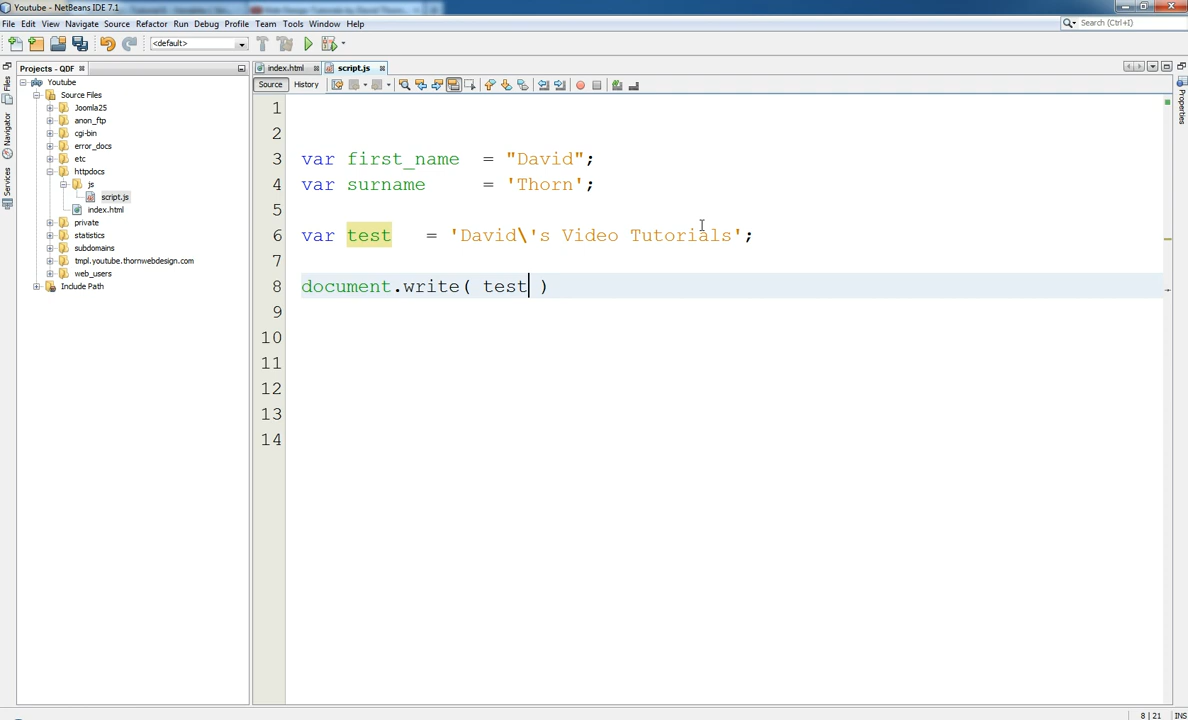 Youtube - NetBeans IDE 7.1
File Edit View Navigate Source Refactor Run Debug Profile Team Tools Window Help
Search (Ctrl+I)
<default>
Projects - QDF
index.html
script.js
Source
History
Files
Navigator
Services
Properties
Youtube
Source Files
Joomla25
anon_ftp
cgi-bin
error_docs
etc
httpdocs
js
script.js
index.html
private
statistics
subdomains
tmpl.youtube.thornwebdesign.com
web_users
Include Path
1
2
3 var first_name = "David";
4 var surname = 'Thorn';
5
6 var test = 'David\'s Video Tutorials';
7
8 document.write( test )
9
10
11
12
13
14
8 | 21 INS